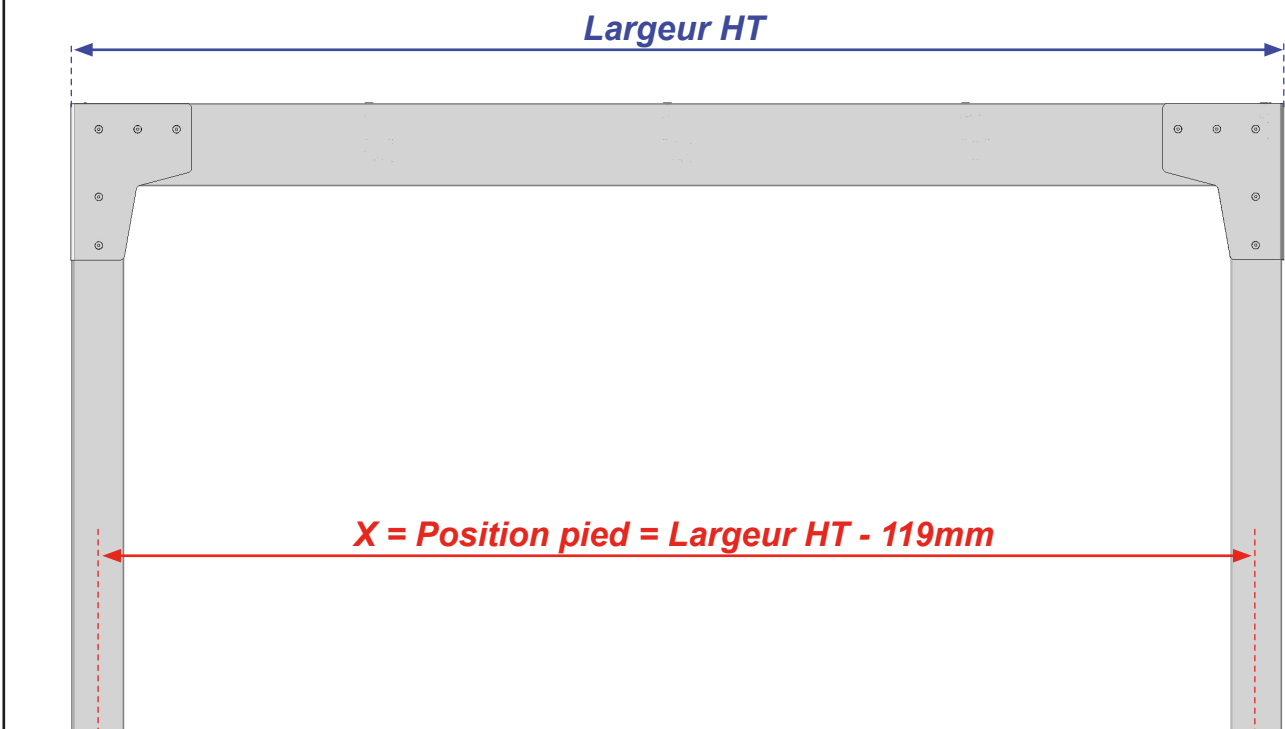 Largeur HT
X = Position pied = Largeur HT - 119mm